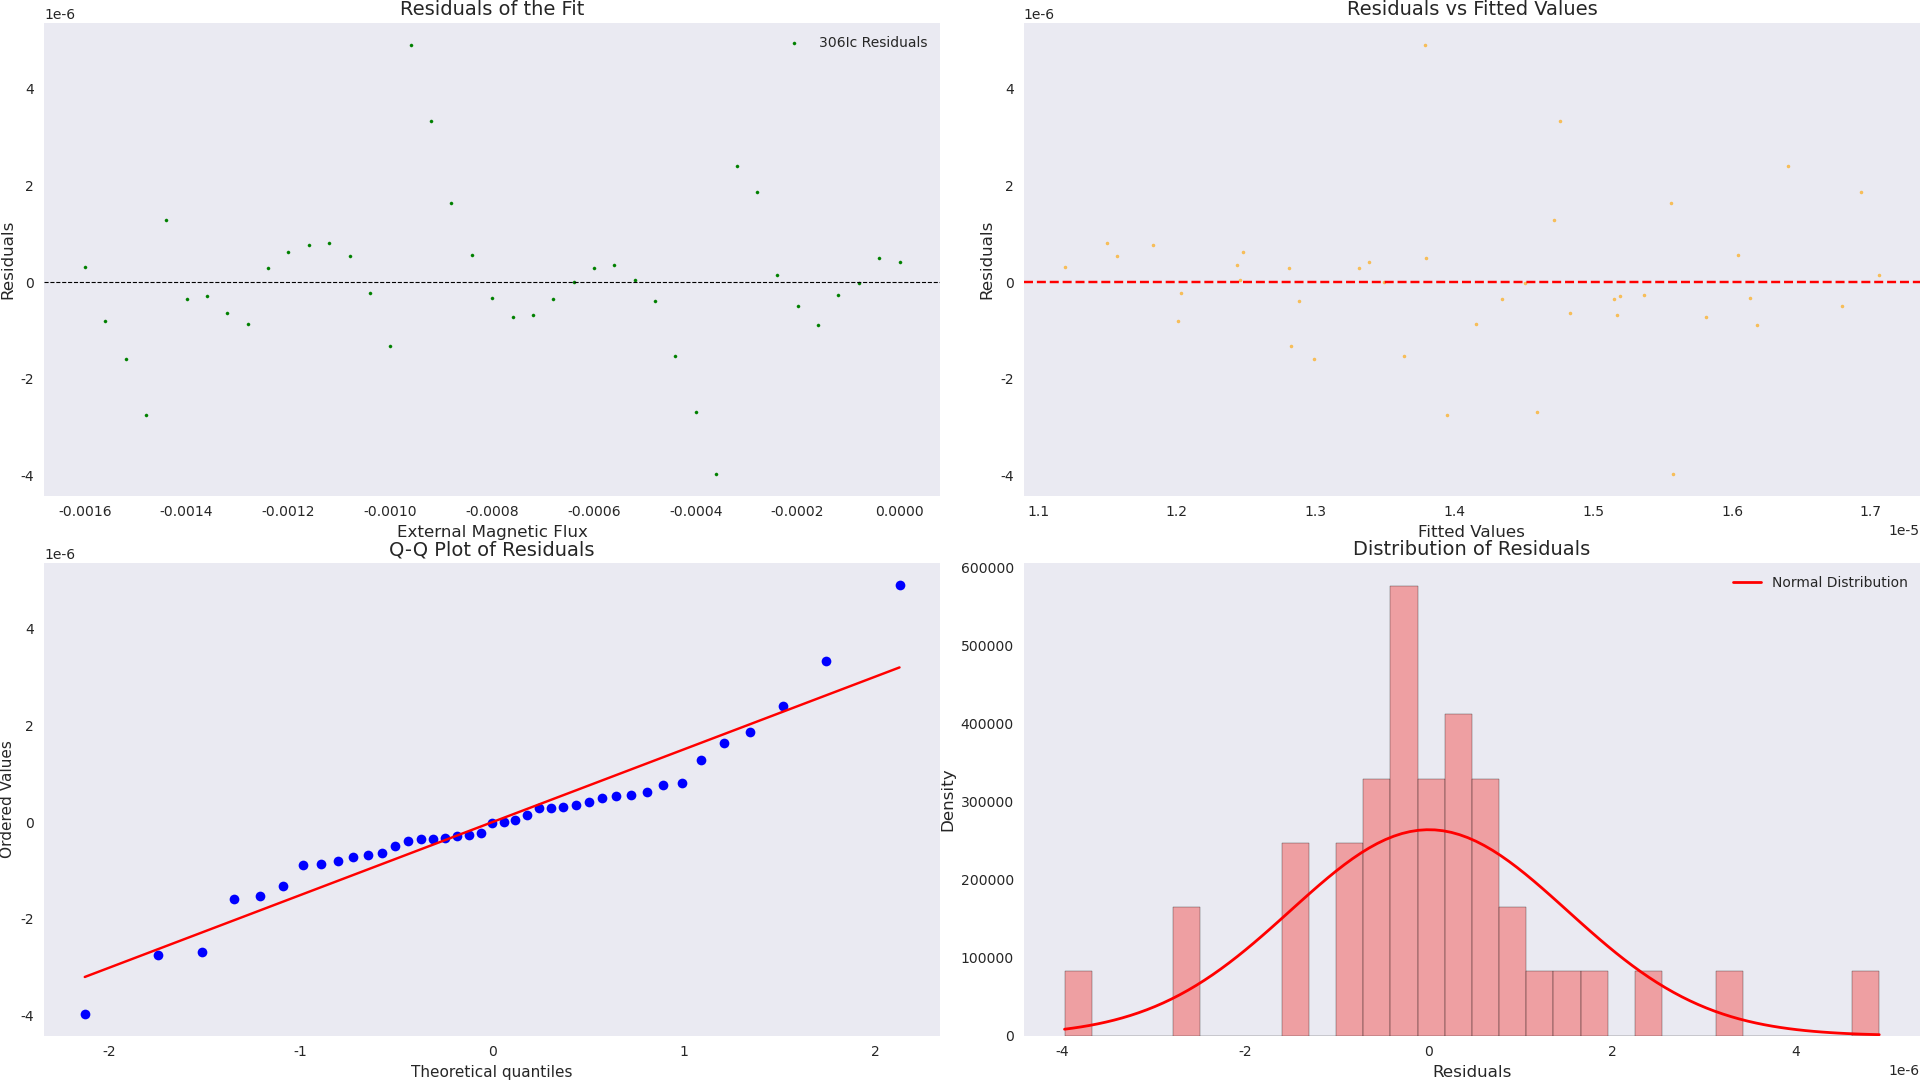 Residuals of the Fit
1e-6
306Ic Residuals
4
2
0
-2
-4
Residuals
-0.0016 -0.0014 -0.0012 -0.0010 -0.0008 -0.0006 -0.0004 -0.0002 0.0000
External Magnetic Flux
Residuals vs Fitted Values
1e-6
4
2
0
-2
-4
Residuals
1.1 1.2 1.3 1.4 1.5 1.6 1.7
1e-5
Fitted Values
Q-Q Plot of Residuals
1e-6
4
2
0
-2
-4
Ordered Values
-2 -1 0 1 2
Theoretical quantiles
Distribution of Residuals
Normal Distribution
600000
500000
400000
300000
200000
100000
0
Density
-4 -2 0 2 4
1e-6
Residuals